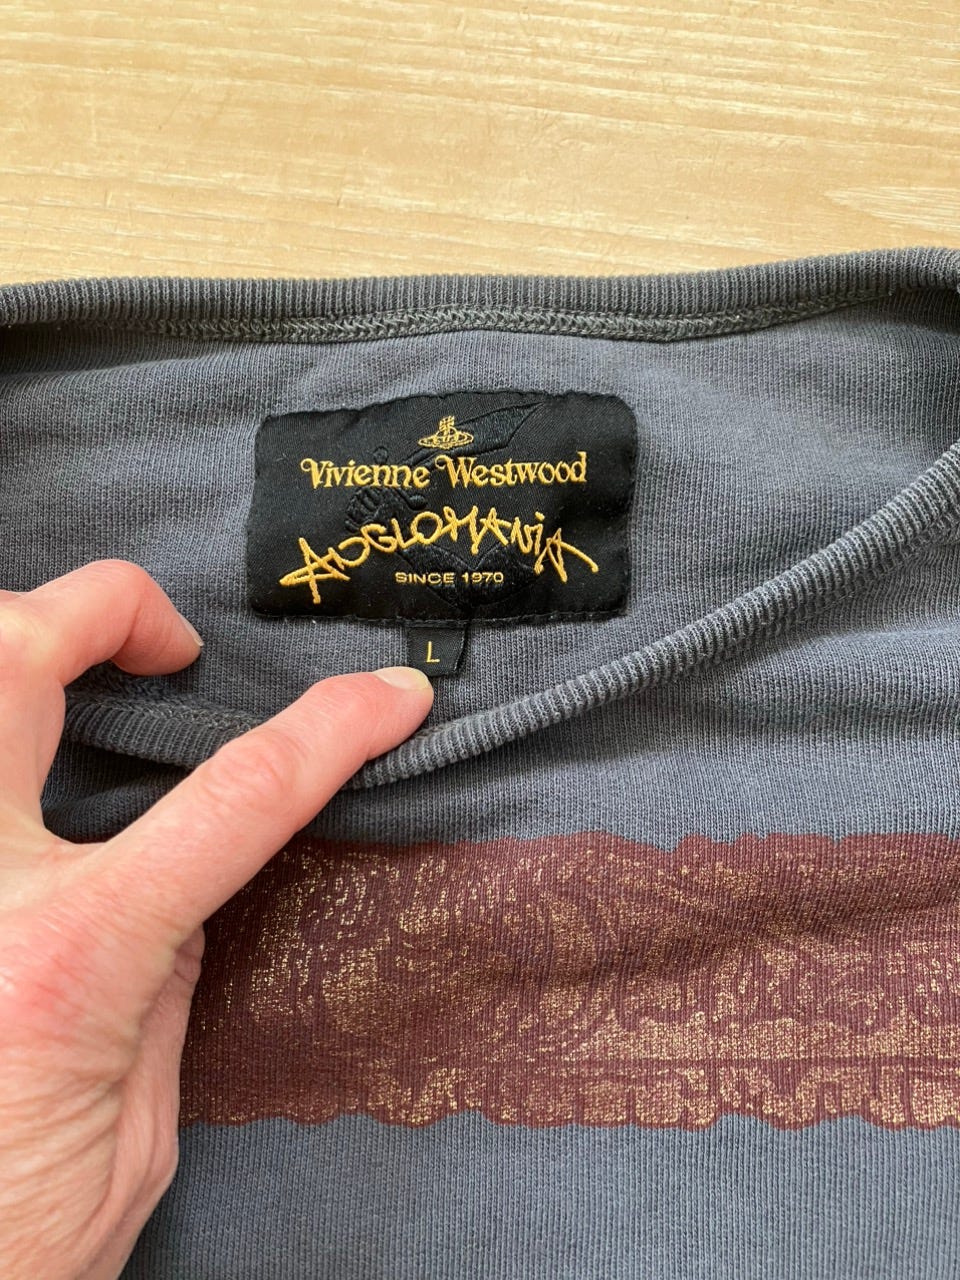 Vivienne Westwood
ANGLOMANIA
SINCE 1970
L